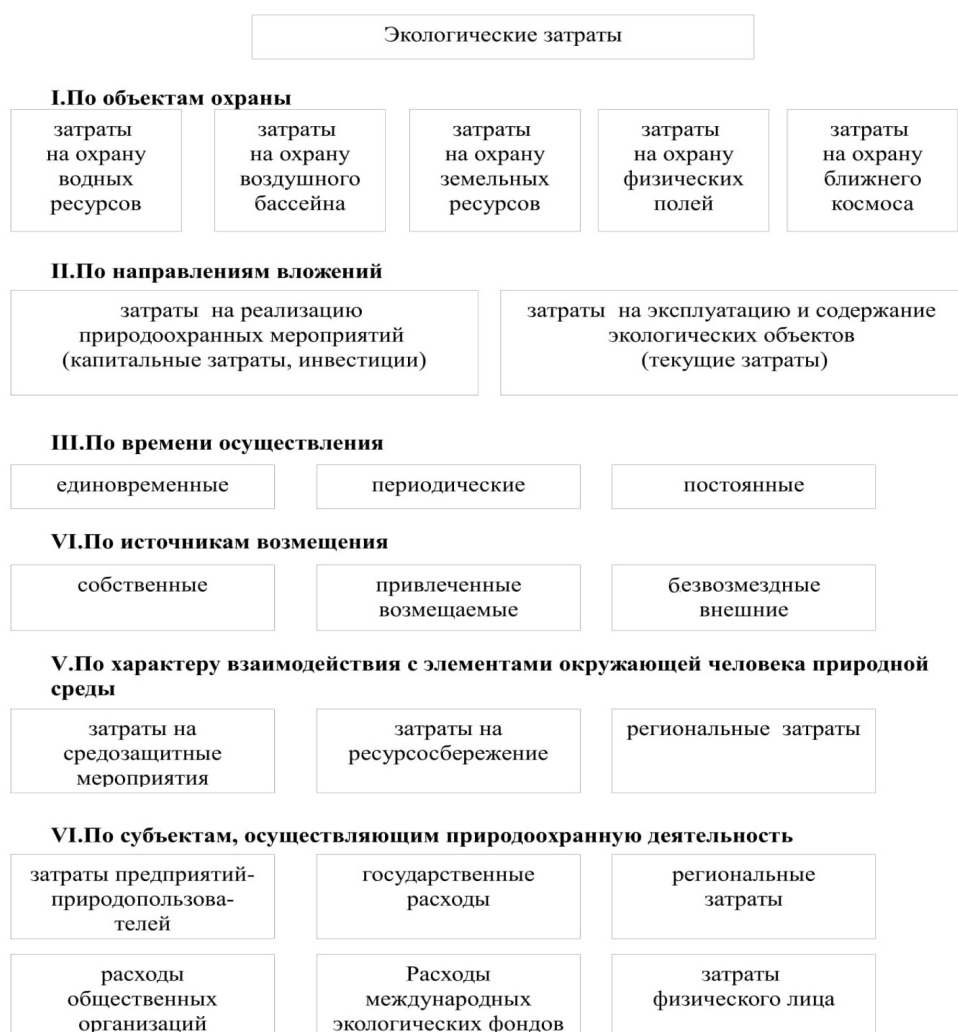 Экологические затраты
I.По объектам охраны
затраты
на охрану
водных
ресурсов
затраты
на охрану
воздушного
бассейна
затраты
на охрану
земельных
ресурсов
затраты
на охрану
физических
полей
затраты
на охрану
ближнего
космоса
II.По направлениям вложений
затраты на реализацию
природоохранных мероприятий
(капитальные затраты, инвестиции)
затраты на эксплуатацию и содержание
экологических объектов
(текущие затраты)
III.По времени осуществления
единовременные
периодические
постоянные
VI.По источникам возмещения
собственные
привлеченные
возмещаемые
безвозмездные
внешние
V.По характеру взаимодействия с элементами окружающей человека природной
среды
затраты на
средозащитные
мероприятия
затраты на
ресурсосбережение
региональные затраты
VI.По субъектам, осуществляющим природоохранную деятельность
затраты предприятий-
природопользова-
телей
государственные
расходы
региональные
затраты
расходы
общественных
организаций
Расходы
международных
экологических фондов
затраты
физического лица